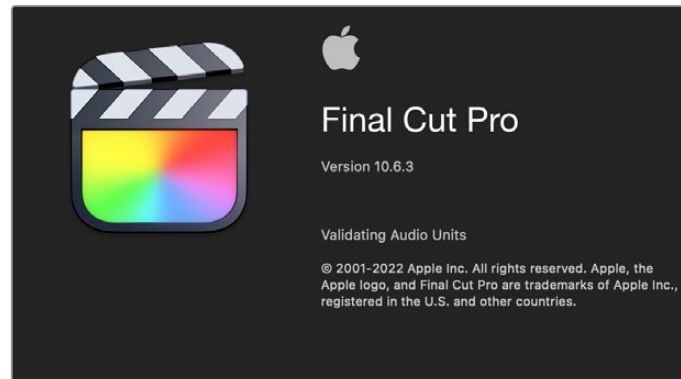 Final Cut Pro
Version 10.6.3
Validating Audio Units
© 2001-2022 Apple Inc. All rights reserved. Apple, the
Apple logo, and Final Cut Pro are trademarks of Apple Inc.,
registered in the U.S. and other countries.